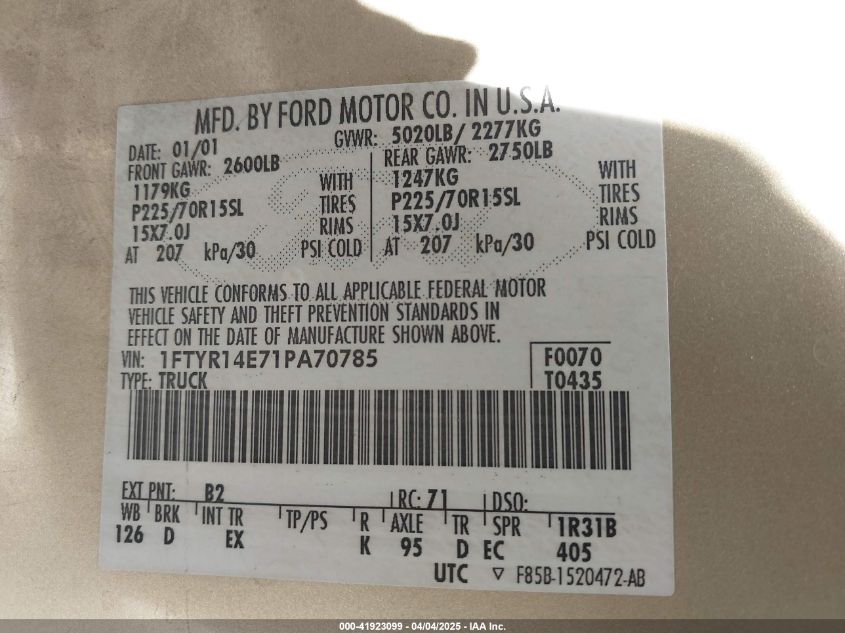 MFD. BY FORD MOTOR CO. IN U.S.A.
DATE: 01/01 GVWR: 5020LB/ 2277KG
FRONT GAWR: 2600LB REAR GAWR: 2750LB
1179KG WITH 1247KG WITH
P225/70R15SL TIRES P225/70R15SL TIRES
15X7.0J RIMS 15X7.0J RIMS
AT 207 kPa/30 PSI COLD AT 207 kPa/30 PSI COLD
THIS VEHICLE CONFORMS TO ALL APPLICABLE FEDERAL MOTOR
VEHICLE SAFETY AND THEFT PREVENTION STANDARDS IN
EFFECT ON THE DATE OF MANUFACTURE SHOWN ABOVE.
VIN: 1FTYR14E71PA70785 F0070
TYPE: TRUCK T0435
EXT PNT: B2 RC: 71 DSO:
WB BRK INT TR TP/PS R AXLE TR SPR 1R31B
126 D EX K 95 D EC 405
UTC ▽ F85B-1520472-AB
000-41923099 - 04/04/2025 - IAA Inc.